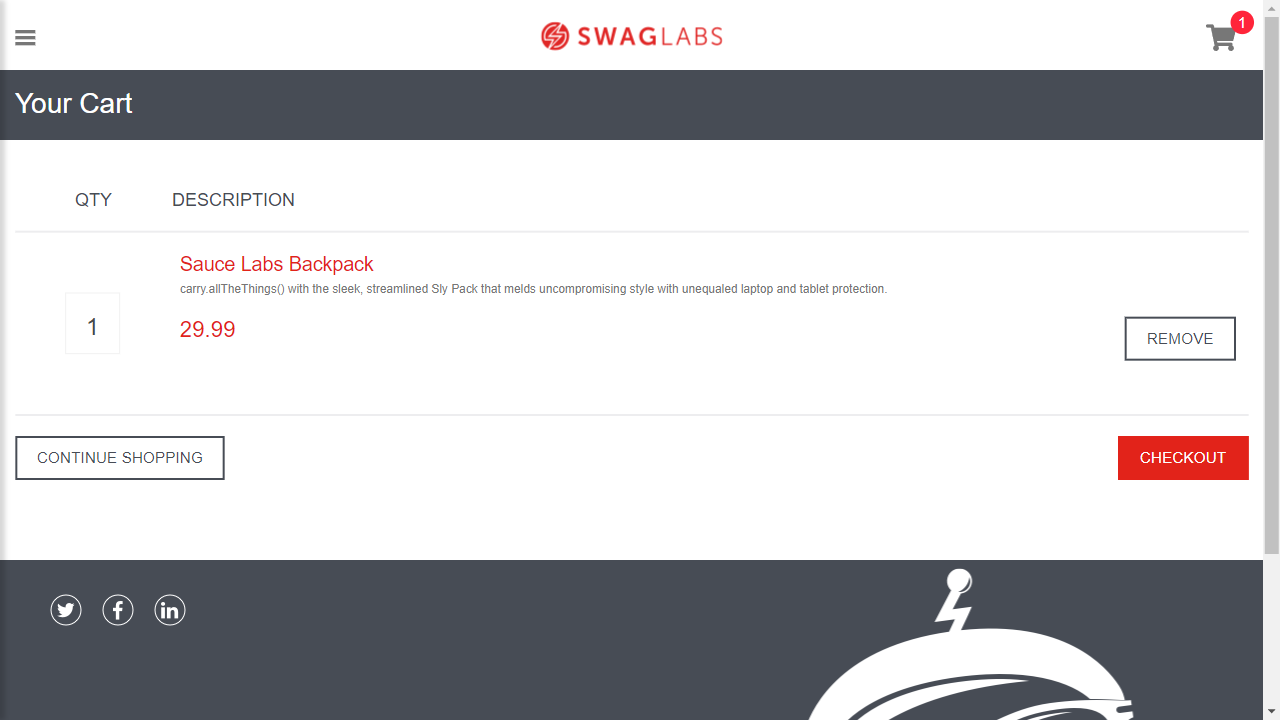 SWAGLABS
1
Your Cart
QTY DESCRIPTION
Sauce Labs Backpack
carry.allTheThings() with the sleek, streamlined Sly Pack that melds uncompromising style with unequaled laptop and tablet protection.
1
29.99
REMOVE
CONTINUE SHOPPING
CHECKOUT